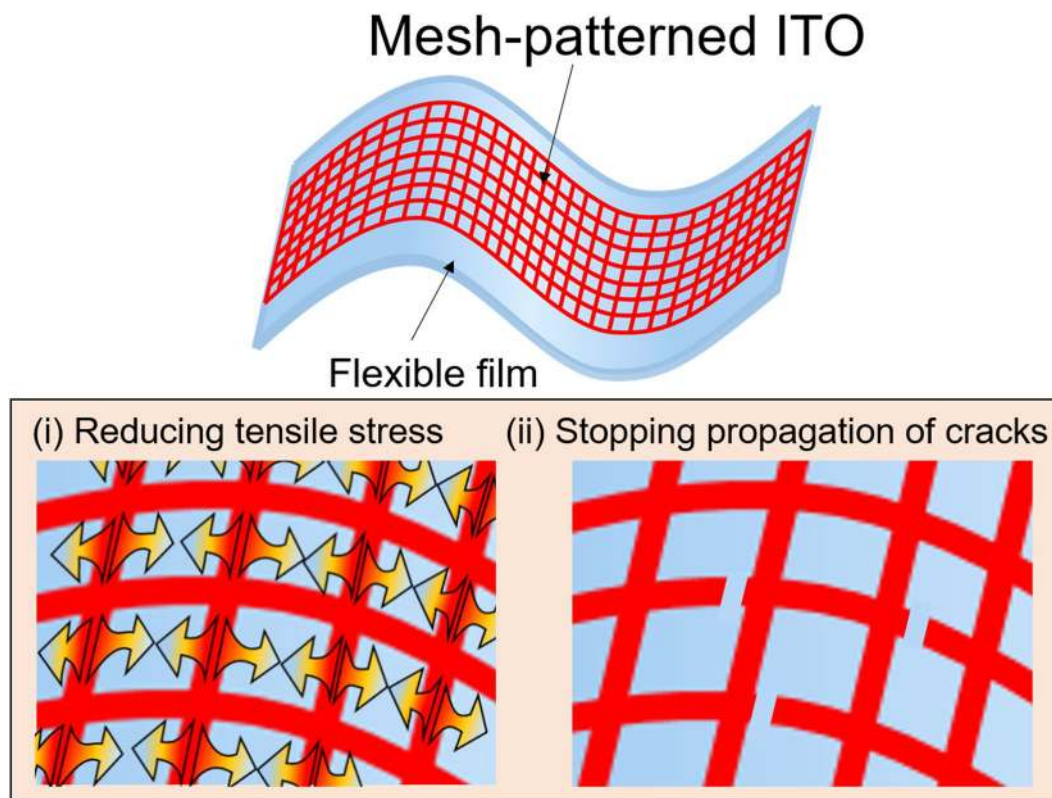 Mesh-patterned ITO
Flexible film
(i) Reducing tensile stress
(ii) Stopping propagation of cracks